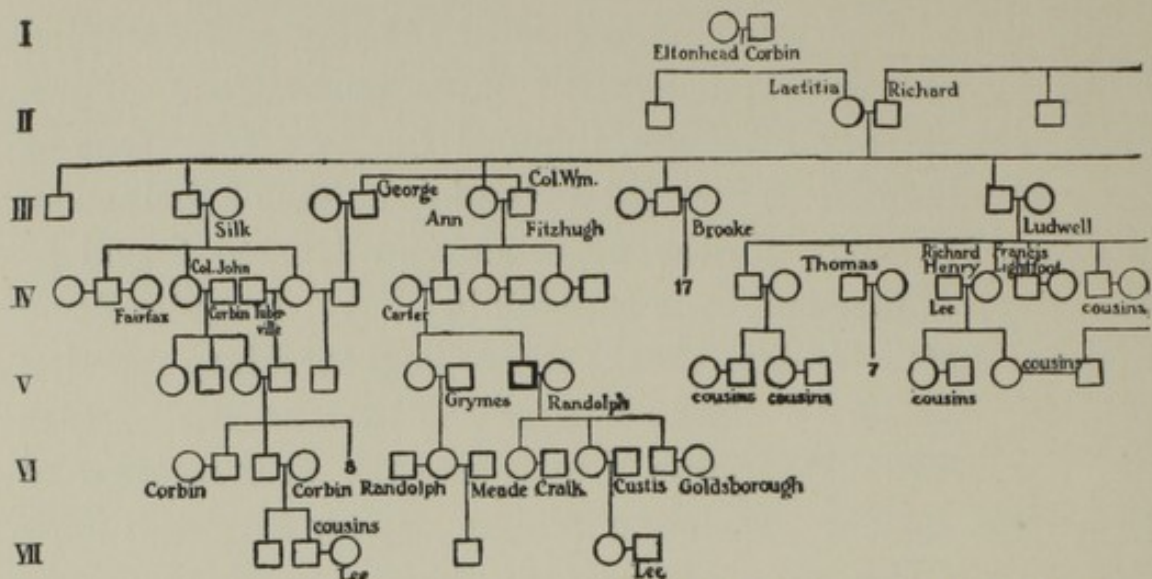 I
Eltonhead Corbin
Laetitia Richard
II
Col. Wm.
George
III
Ann
Silk Fitzhugh Brooke Ludwell
Col. John Thomas Richard Henry Francis Lightfoot
IV 17
Fairfax Corbin Tuber-ville Carter Lee cousins
V 7 cousins
Grymes Randolph's cousins cousins cousins
VI 8
Corbin Corbin Randolph Meade Craik Custis Goldsborough
cousins
VII
Lee Lee